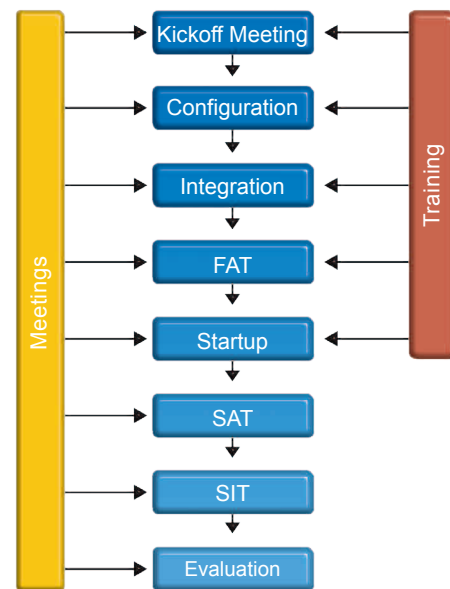 Kickoff Meeting
Configuration
Integration
FAT
Startup
SAT
SIT
Evaluation
Meetings
Training